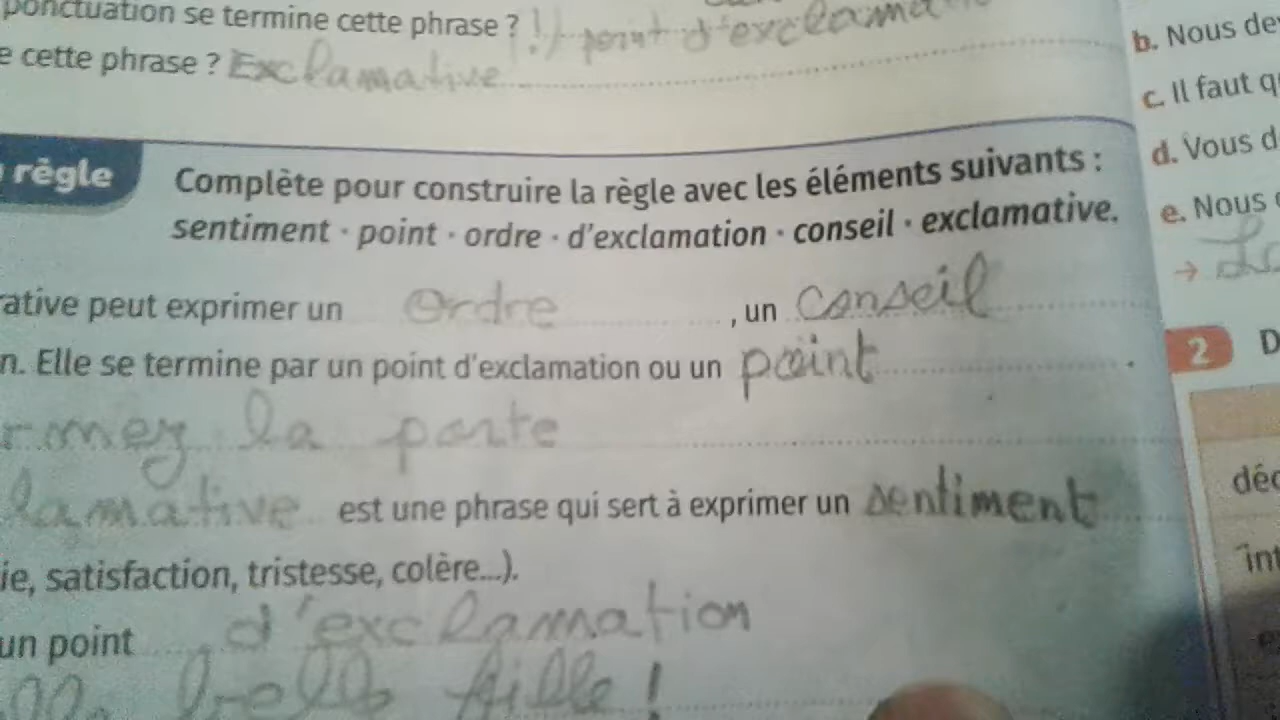 ponctuation se termine cette phrase ? (!) point d'exclama
e cette phrase ? Exclamative
b. Nous de
c. Il faut q
d. Vous d
e. Nous
règle
Complète pour construire la règle avec les éléments suivants :
sentiment · point · ordre · d'exclamation · conseil · exclamative.
rative peut exprimer un ordre, un conseil
n. Elle se termine par un point d'exclamation ou un point.
rmez la porte
lamative est une phrase qui sert à exprimer un sentiment
ie, satisfaction, tristesse, colère...).
un point d'exclamation
belle fille !
2 D
déc
int